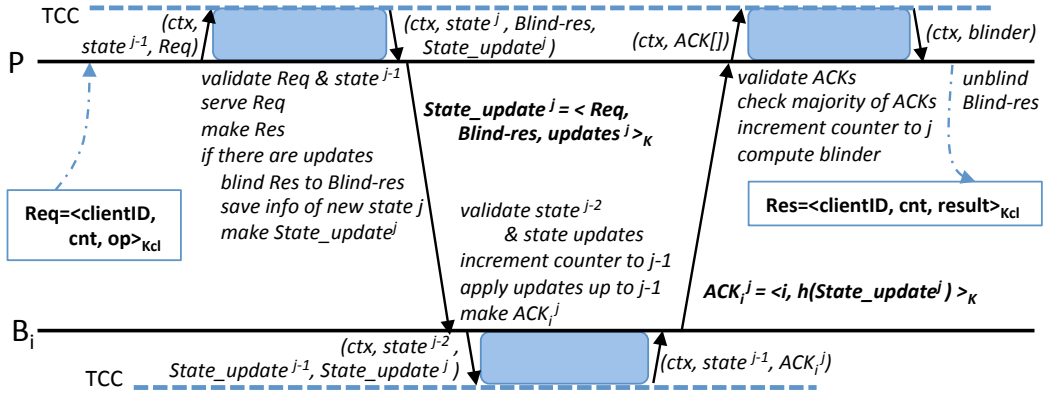 TCC
(ctx,
state j-1, Req)
(ctx, state j, Blind-res,
State_update j)
(ctx, ACK[])
(ctx, blinder)
P
validate Req & state j-1
serve Req
make Res
if there are updates
blind Res to Blind-res
save info of new state j
make State_update j
State_update j = < Req,
Blind-res, updates j >K
validate ACKs
check majority of ACKs
increment counter to j
compute blinder
unblind
Blind-res
Req=<clientID,
cnt, op>Kcl
Res=<clientID, cnt, result>Kcl
validate state j-2
& state updates
increment counter to j-1
apply updates up to j-1
make ACKi j
ACKi j = <i, h(State_update j) >K
Bi
(ctx, state j-2,
State_update j-1, State_update j)
(ctx, state j-1, ACKi j)
TCC